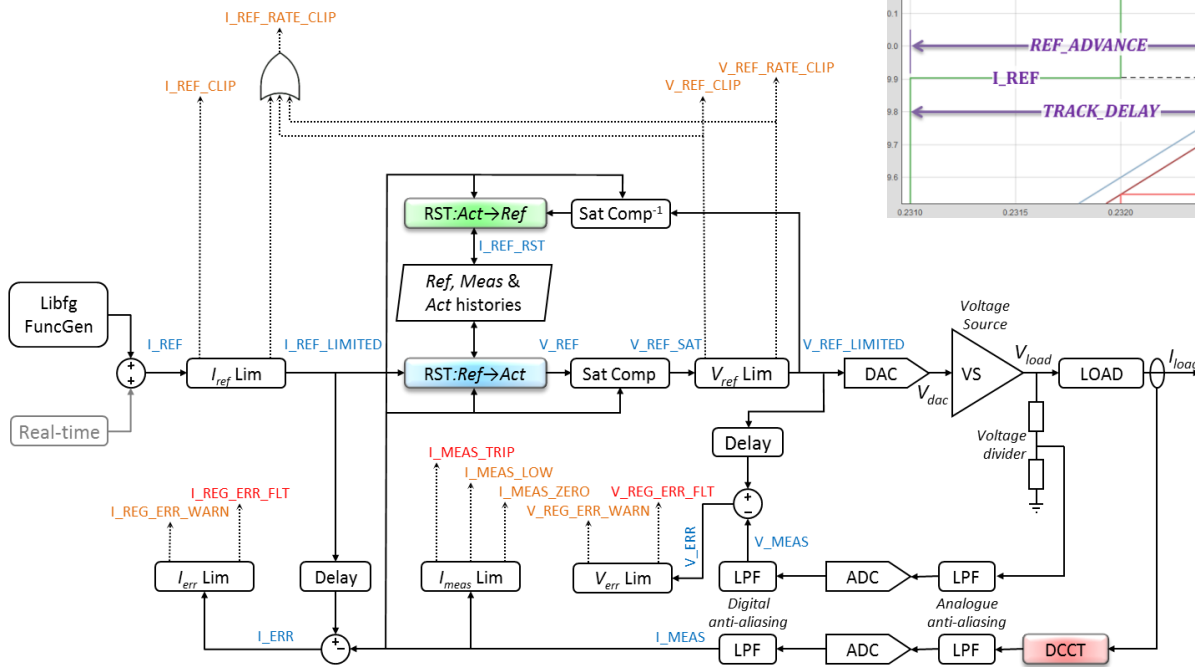 I_REF_RATE_CLIP
0.1
0.0
REF_ADVANCE
9.9
I_REF
9.8
TRACK_DELAY
9.7
9.6
0.2310
0.2315
0.2320
V_REF_RATE_CLIP
I_REF_CLIP
V_REF_CLIP
RST:Act→Ref
Sat Comp-1
I_REF_RST
Ref, Meas &
Act histories
Libfg
FuncGen
Voltage
Source
I_REF
I_REF_LIMITED
V_REF
V_REF_SAT
V_REF_LIMITED
Vload
Iload
+
+
Iref Lim
RST:Ref→Act
Sat Comp
Vref Lim
DAC
Vdac
VS
LOAD
Real-time
Delay
Voltage
divider
I_MEAS_TRIP
I_MEAS_LOW
I_MEAS_ZERO
I_REG_ERR_FLT
V_REG_ERR_FLT
I_REG_ERR_WARN
V_REG_ERR_WARN
+
−
V_ERR
V_MEAS
Ierr Lim
Delay
Imeas Lim
Verr Lim
LPF
ADC
LPF
Digital
anti-aliasing
Analogue
anti-aliasing
I_ERR
+
−
I_MEAS
LPF
ADC
LPF
DCCT